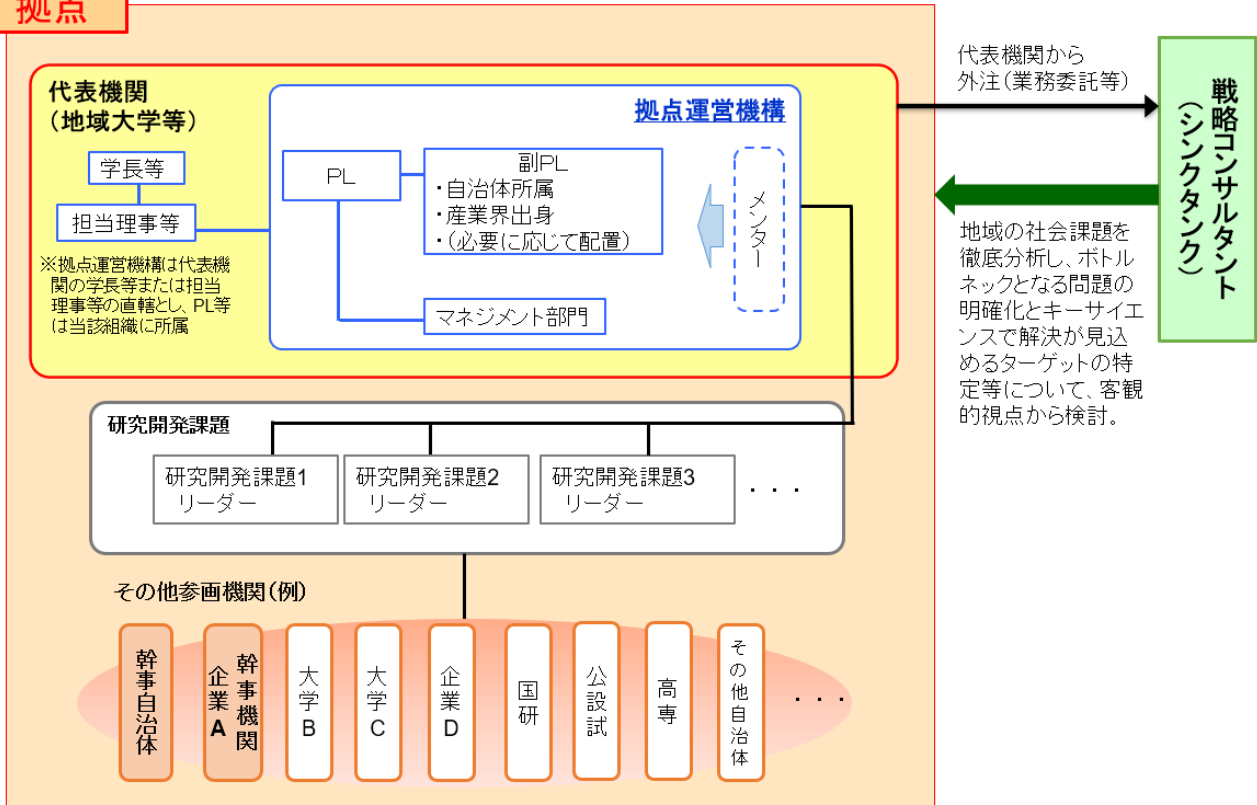 拠点
代表機関
（地域大学等）
学長等
担当理事等
※拠点運営機構は代表機
関の学長等または担当
理事等の直轄とし、PL等
は当該組織に所属
拠点運営機構
PL
副PL
・自治体所属
・産業界出身
・（必要に応じて配置）
メンター
マネジメント部門
代表機関から
外注（業務委託等）
戦略コンサルタント
（シンクタンク）
地域の社会課題を
徹底分析し、ボトル
ネックとなる問題の
明確化とキーサイエ
ンスで解決が見込
めるターゲットの特
定等について、客観
的視点から検討。
研究開発課題
研究開発課題1
リーダー
研究開発課題2
リーダー
研究開発課題3
リーダー
・・・
その他参画機関（例）
幹事自治体
幹事機関
企業A
大学B
大学C
企業D
国研
公設試
高専
その他自治体
・・・